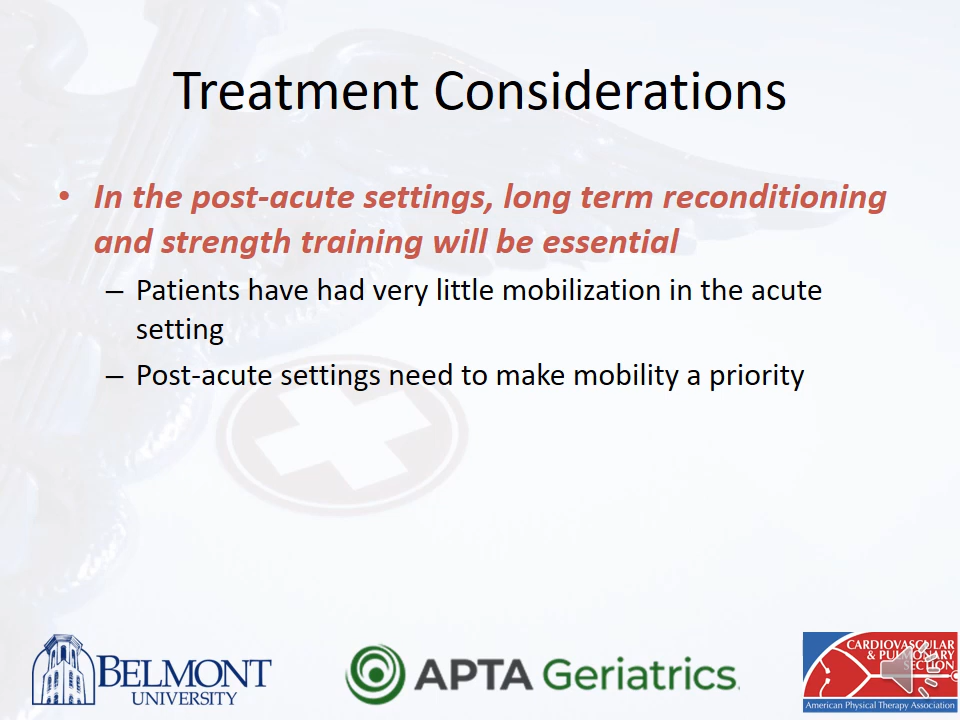 Treatment Considerations
• In the post-acute settings, long term reconditioning
and strength training will be essential
– Patients have had very little mobilization in the acute
setting
– Post-acute settings need to make mobility a priority
BELMONT
UNIVERSITY
APTA Geriatrics.
CARDIOVASCULAR
& PULMONARY
SECTION
American Physical Therapy Association